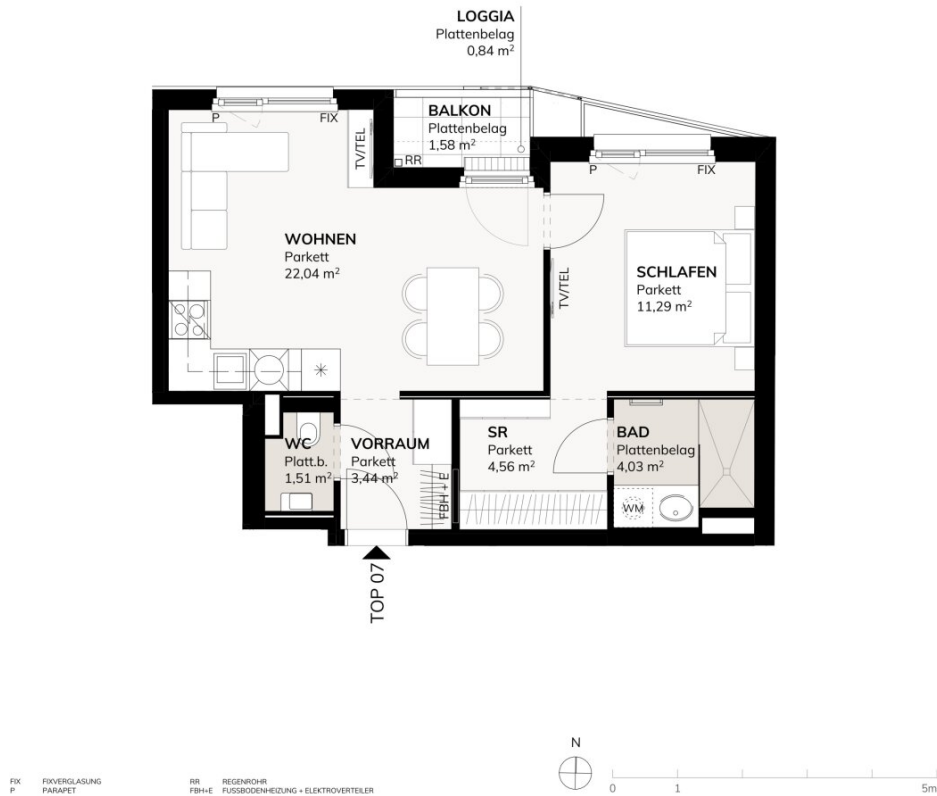 LOGGIA
Plattenbelag
0,84 m²
BALKON
Plattenbelag
1,58 m²
RR
P
FIX
TV/TEL
P
FIX
WOHNEN
Parkett
22,04 m²
TV/TEL
SCHLAFEN
Parkett
11,29 m²
WC
Platt.b.
1,51 m²
VORRAUM
Parkett
3,44 m²
FBH + E
SR
Parkett
4,56 m²
BAD
Plattenbelag
4,03 m²
WM
TOP 07
N
FIX FIXVERGLASUNG
P PARAPET
RR REGENROHR
FBH+E FUSSBODENHEIZUNG + ELEKTROVERTEILER
0 1 5m